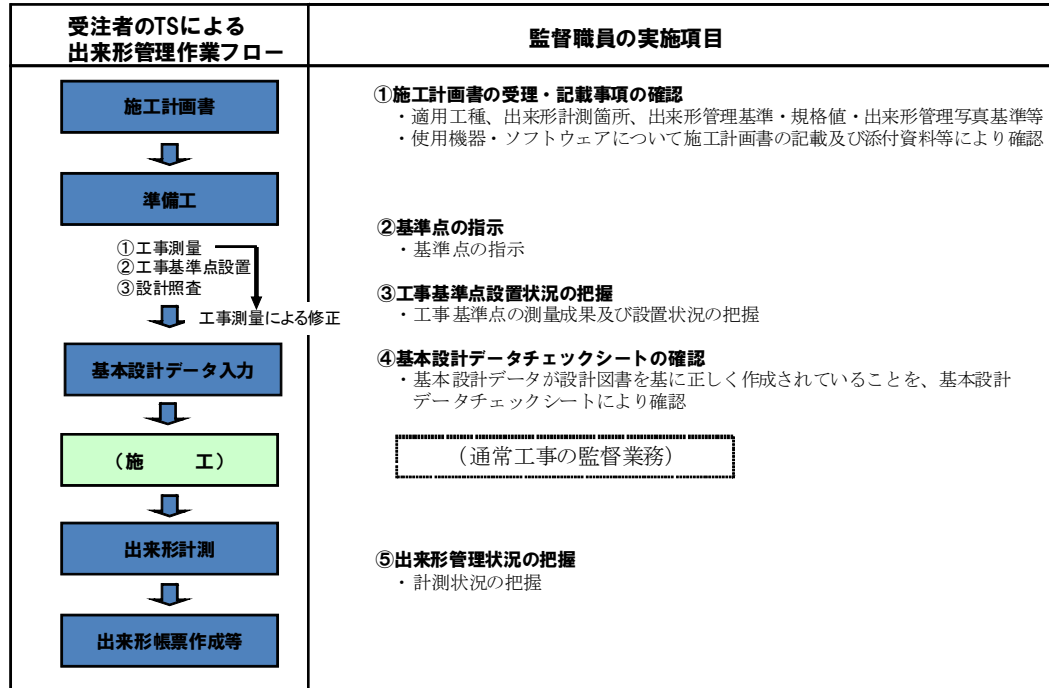 受注者のTSによる
出来形管理作業フロー
監督職員の実施項目
施工計画書
①施工計画書の受理・記載事項の確認
・適用工種、出来形計測箇所、出来形管理基準・規格値・出来形管理写真基準等
・使用機器・ソフトウェアについて施工計画書の記載及び添付資料等により確認
準備工
②基準点の指示
・基準点の指示
①工事測量
②工事基準点設置
③設計照査
工事測量による修正
③工事基準点設置状況の把握
・工事基準点の測量成果及び設置状況の把握
基本設計データ入力
④基本設計データチェックシートの確認
・基本設計データが設計図書を基に正しく作成されていることを、基本設計
データチェックシートにより確認
（施　　工）
（通常工事の監督業務）
出来形計測
⑤出来形管理状況の把握
・計測状況の把握
出来形帳票作成等